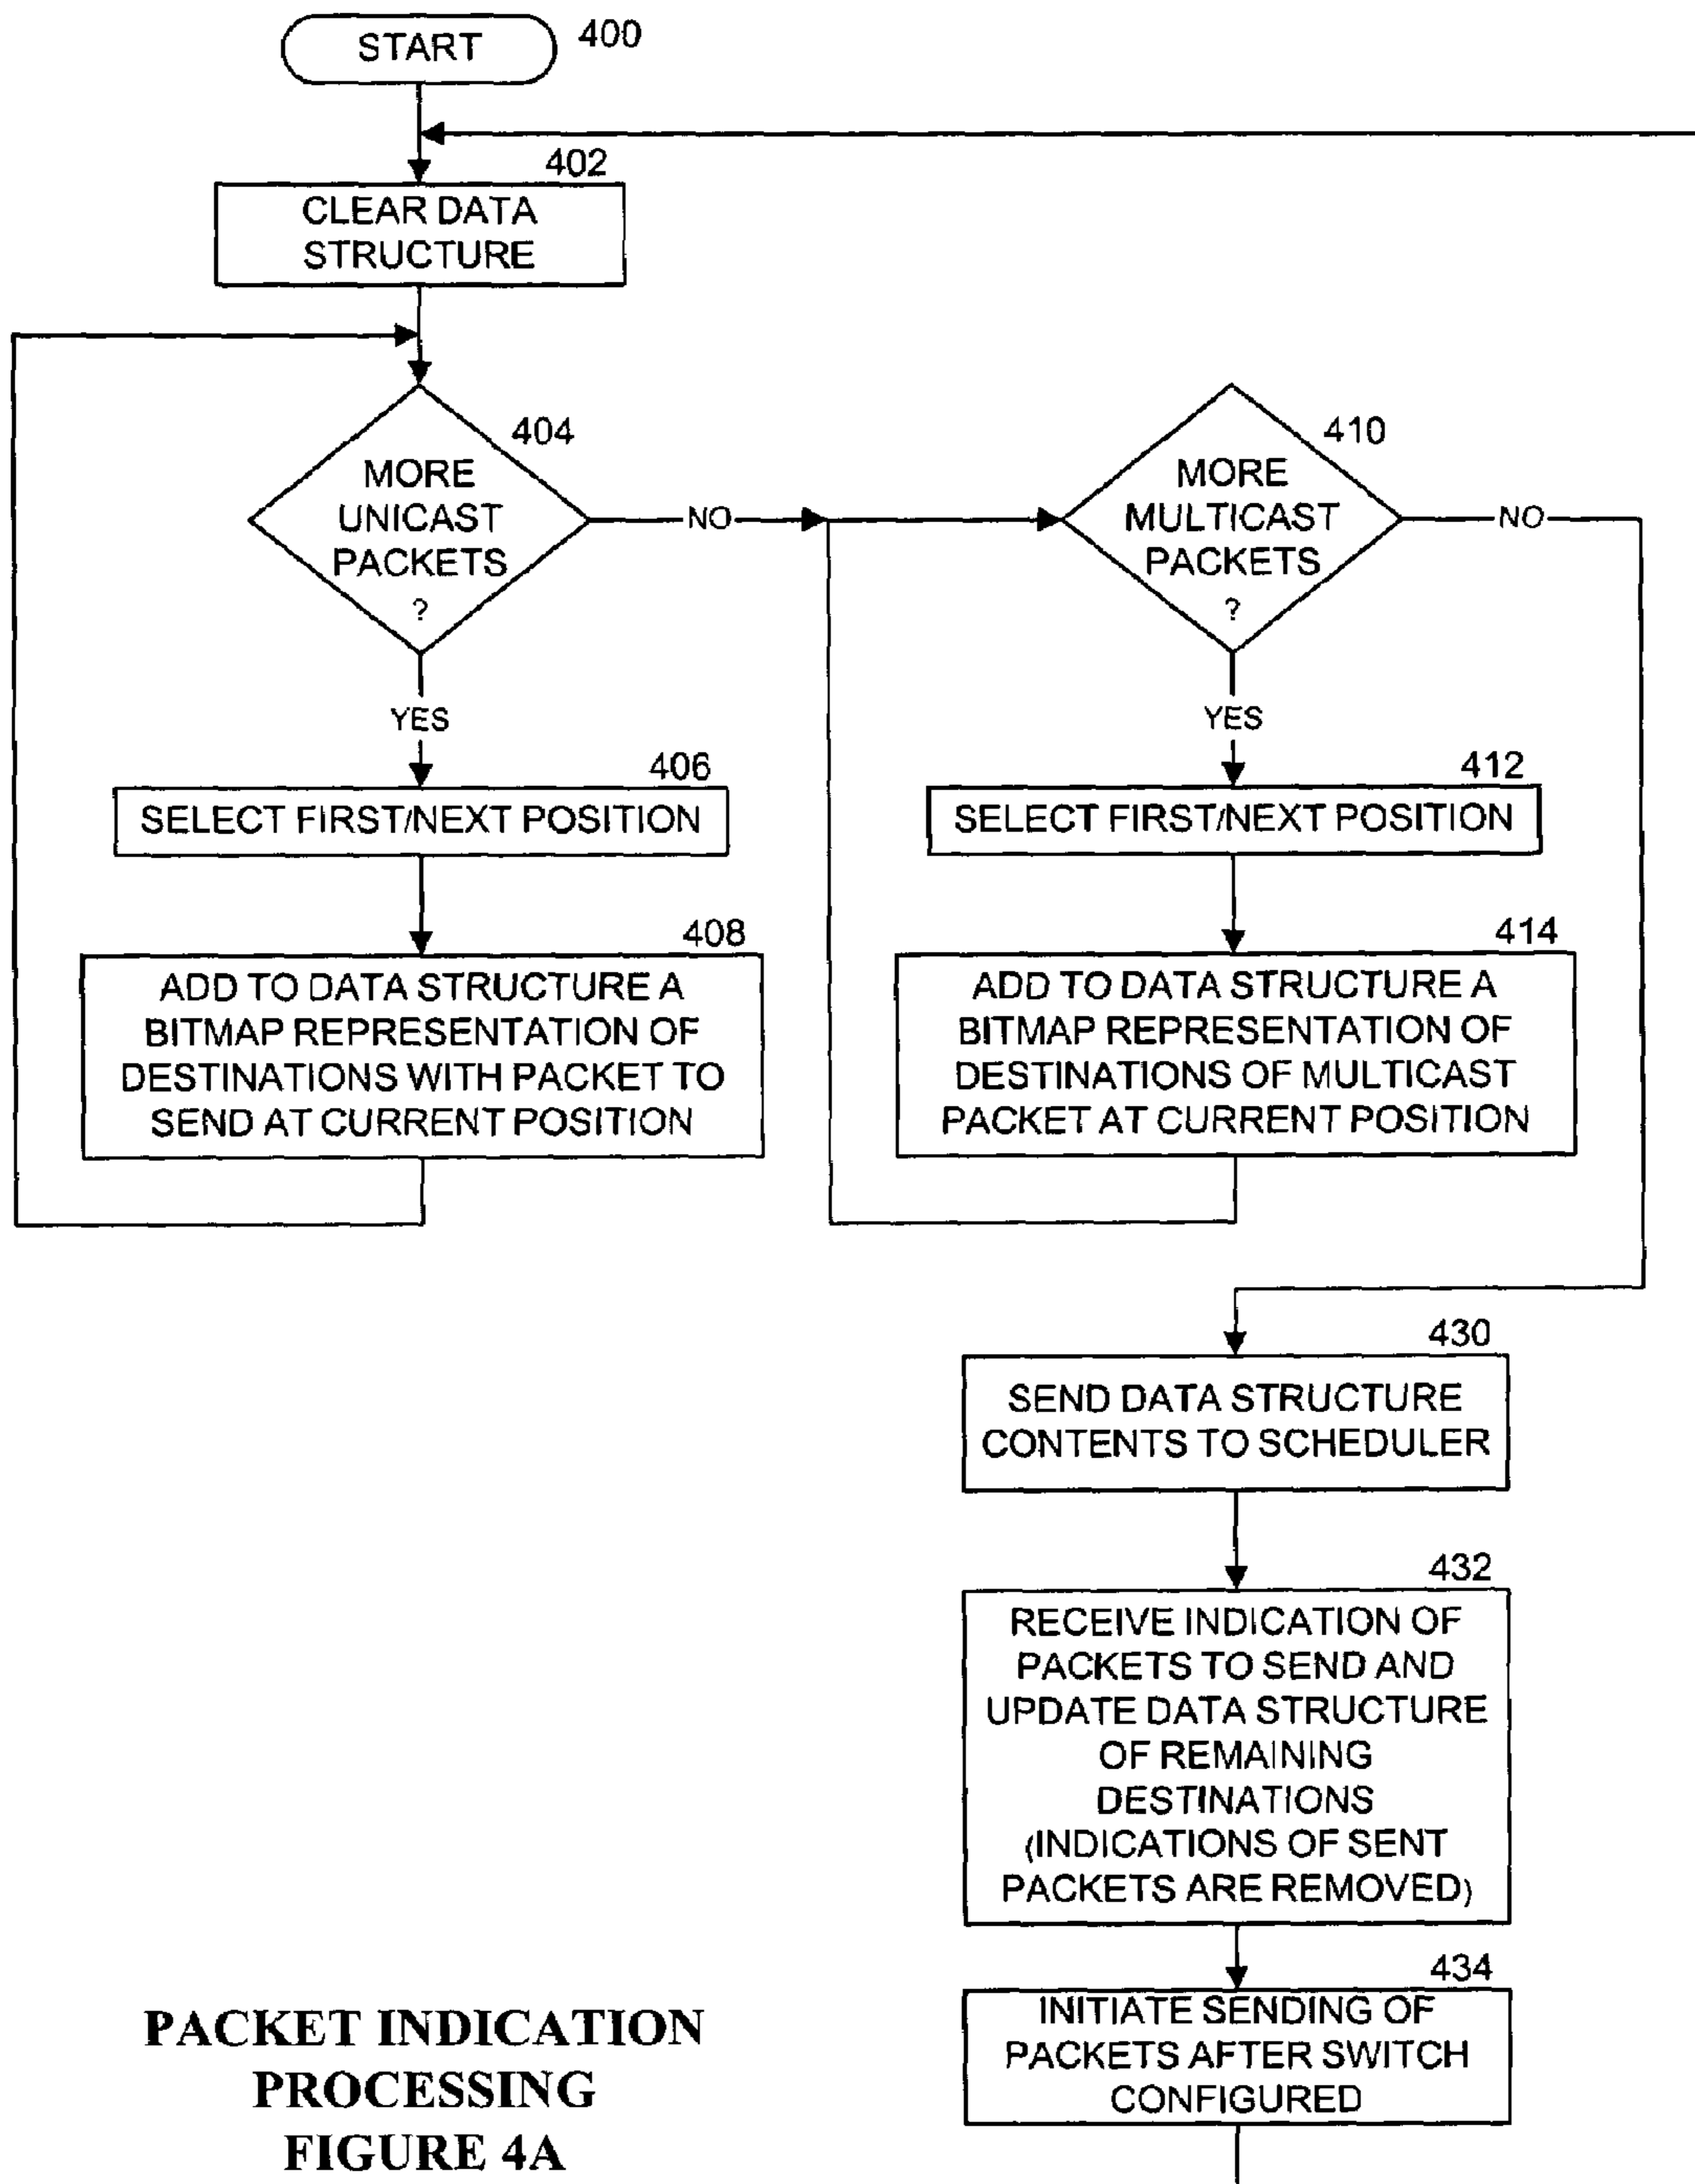 START
400
402
CLEAR DATA
STRUCTURE
404
MORE
UNICAST
PACKETS
?
NO
YES
406
SELECT FIRST/NEXT POSITION
408
ADD TO DATA STRUCTURE A
BITMAP REPRESENTATION OF
DESTINATIONS WITH PACKET TO
SEND AT CURRENT POSITION
410
MORE
MULTICAST
PACKETS
?
NO
YES
412
SELECT FIRST/NEXT POSITION
414
ADD TO DATA STRUCTURE A
BITMAP REPRESENTATION OF
DESTINATIONS OF MULTICAST
PACKET AT CURRENT POSITION
430
SEND DATA STRUCTURE
CONTENTS TO SCHEDULER
432
RECEIVE INDICATION OF
PACKETS TO SEND AND
UPDATE DATA STRUCTURE
OF REMAINING
DESTINATIONS
(INDICATIONS OF SENT
PACKETS ARE REMOVED)
434
INITIATE SENDING OF
PACKETS AFTER SWITCH
CONFIGURED
PACKET INDICATION
PROCESSING
FIGURE 4A